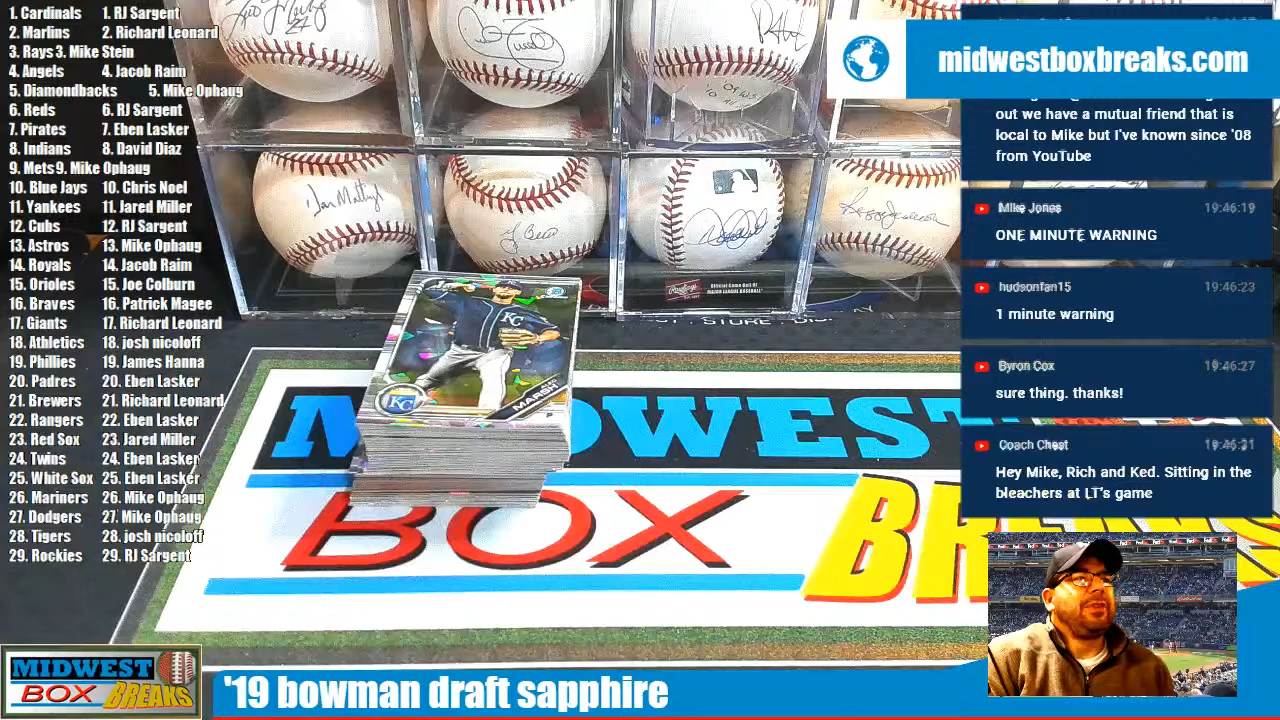 1. Cardinals 1. RJ Sargent
2. Marlins 2. Richard Leonard
3. Rays 3. Mike Stein
4. Angels 4. Jacob Raim
5. Diamondbacks 5. Mike Ophaug
6. Reds 6. RJ Sargent
7. Pirates 7. Eben Lasker
8. Indians 8. David Diaz
9. Mets 9. Mike Ophaug
10. Blue Jays 10. Chris Noel
11. Yankees 11. Jared Miller
12. Cubs 12. RJ Sargent
13. Astros 13. Mike Ophaug
14. Royals 14. Jacob Raim
15. Orioles 15. Joe Colburn
16. Braves 16. Patrick Magee
17. Giants 17. Richard Leonard
18. Athletics 18. josh nicoloff
19. Phillies 19. James Hanna
20. Padres 20. Eben Lasker
21. Brewers 21. Richard Leonard
22. Rangers 22. Eben Lasker
23. Red Sox 23. Jared Miller
24. Twins 24. Eben Lasker
25. White Sox 25. Eben Lasker
26. Mariners 26. Mike Ophaug
27. Dodgers 27. Mike Ophaug
28. Tigers 28. josh nicoloff
29. Rockies 29. RJ Sargent
midwestboxbreaks.com
out we have a mutual friend that is
local to Mike but I've known since '08
from YouTube
Mike Jones 19:46:19
ONE MINUTE WARNING
hudsonfan15 19:46:23
1 minute warning
Byron Cox 19:46:27
sure thing. thanks!
Coach Chest 19:46:31
Hey Mike, Rich and Ked. Sitting in the
bleachers at LT's game
Rawlings
KC
MARSH
KC
MIDWEST
BOX BR
MIDWEST
BOX BREAKS
'19 bowman draft sapphire